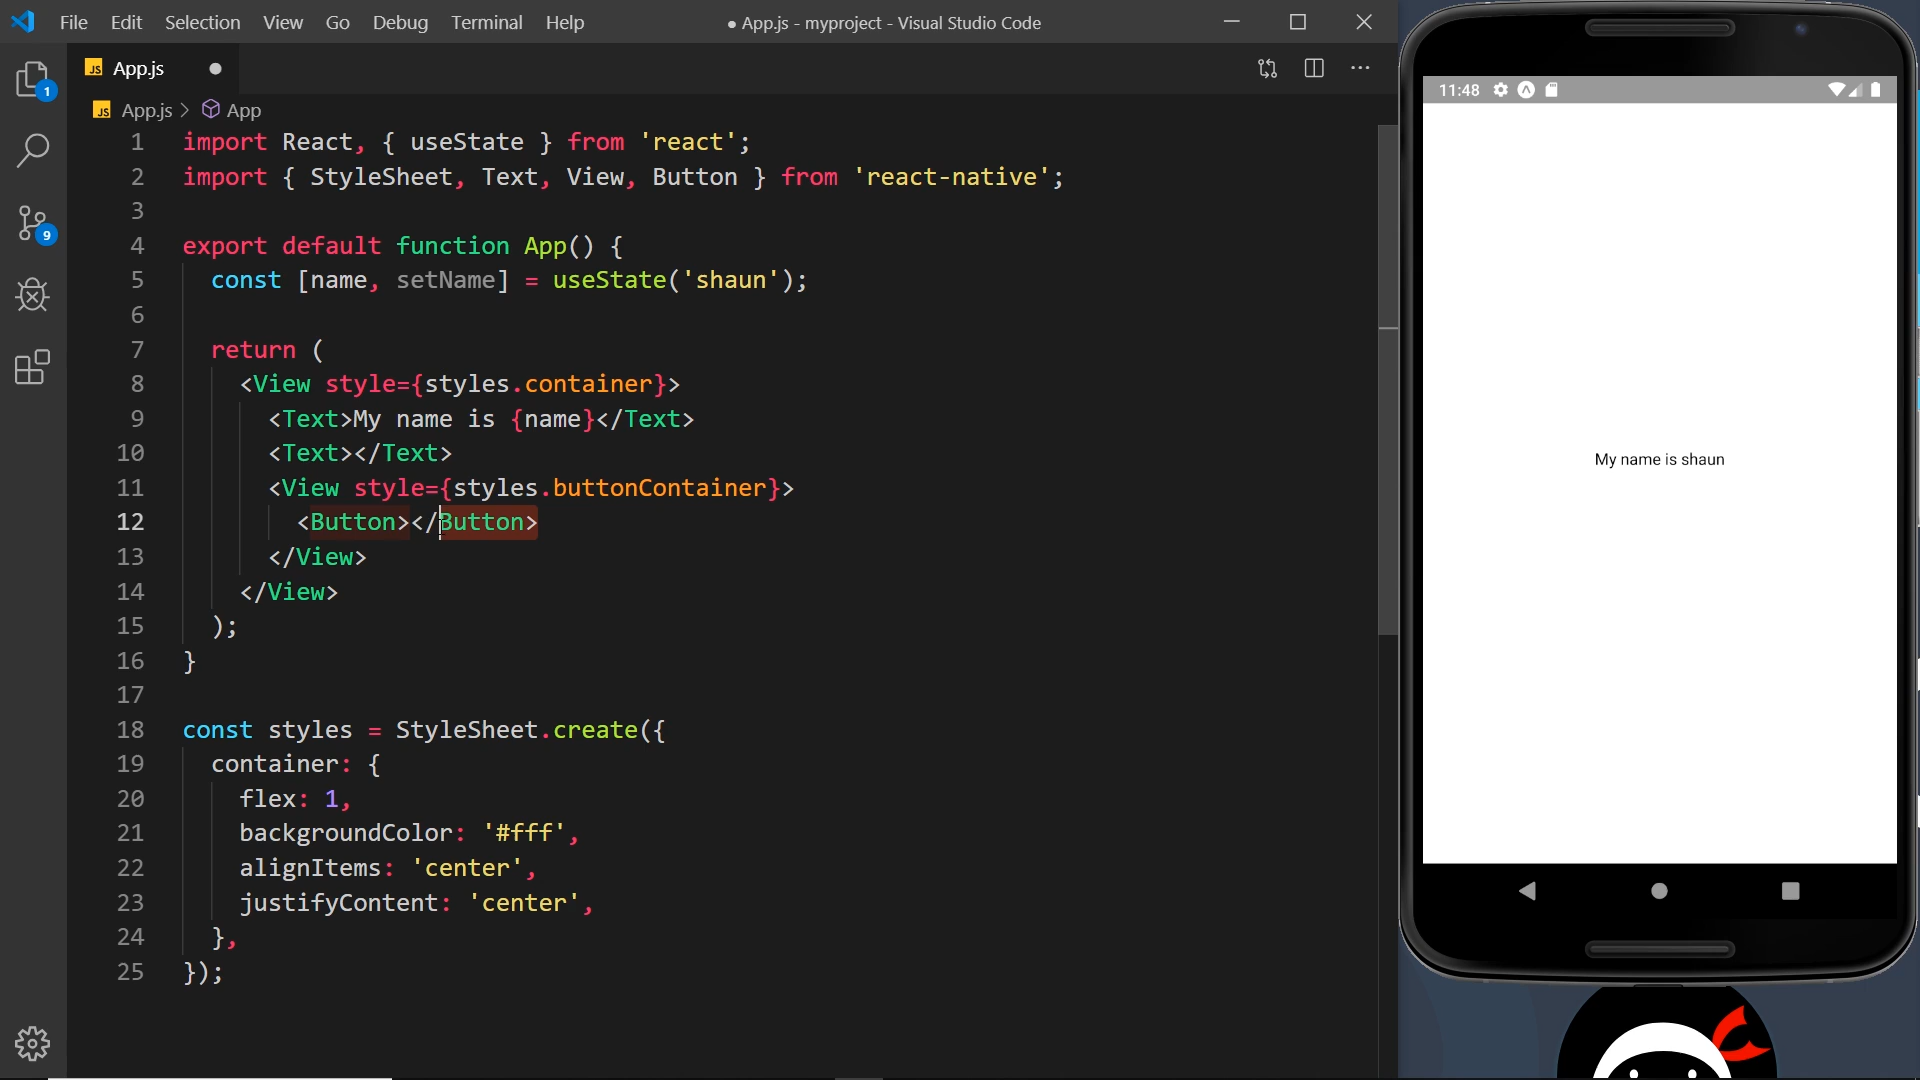 File Edit Selection View Go Debug Terminal Help
● App.js - myproject - Visual Studio Code
JS App.js ●
JS App.js > App
1 import React, { useState } from 'react';
2 import { StyleSheet, Text, View, Button } from 'react-native';
3
4 export default function App() {
5 const [name, setName] = useState('shaun');
6
7 return (
8 <View style={styles.container}>
9 <Text>My name is {name}</Text>
10 <Text></Text>
11 <View style={styles.buttonContainer}>
12 <Button></Button>
13 </View>
14 </View>
15 );
16 }
17
18 const styles = StyleSheet.create({
19 container: {
20 flex: 1,
21 backgroundColor: '#fff',
22 alignItems: 'center',
23 justifyContent: 'center',
24 },
25 });
1
9
11:48
My name is shaun